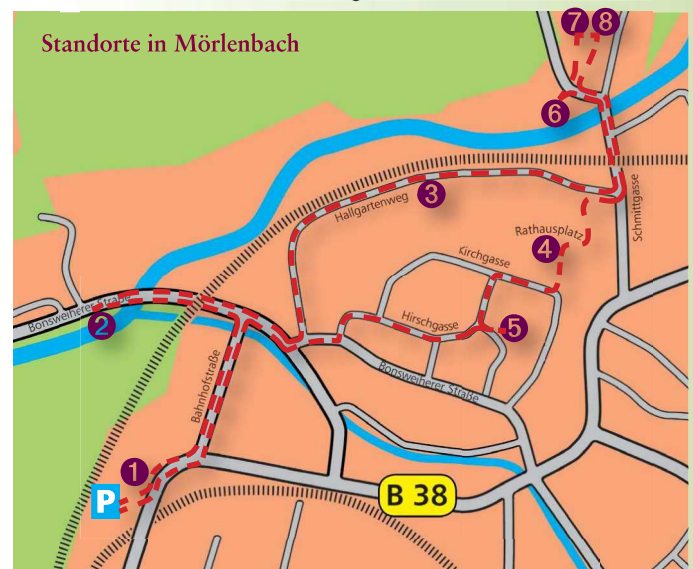 Standorte in Mörlenbach
7 8
6
3
Hallgartenweg
Schmittgasse
Rathausplatz
4
Kirchgasse
Bonsweiherer Straße
2
Hirschgasse
5
Bonsweiherer Straße
Bahnhofstraße
1
P
B 38